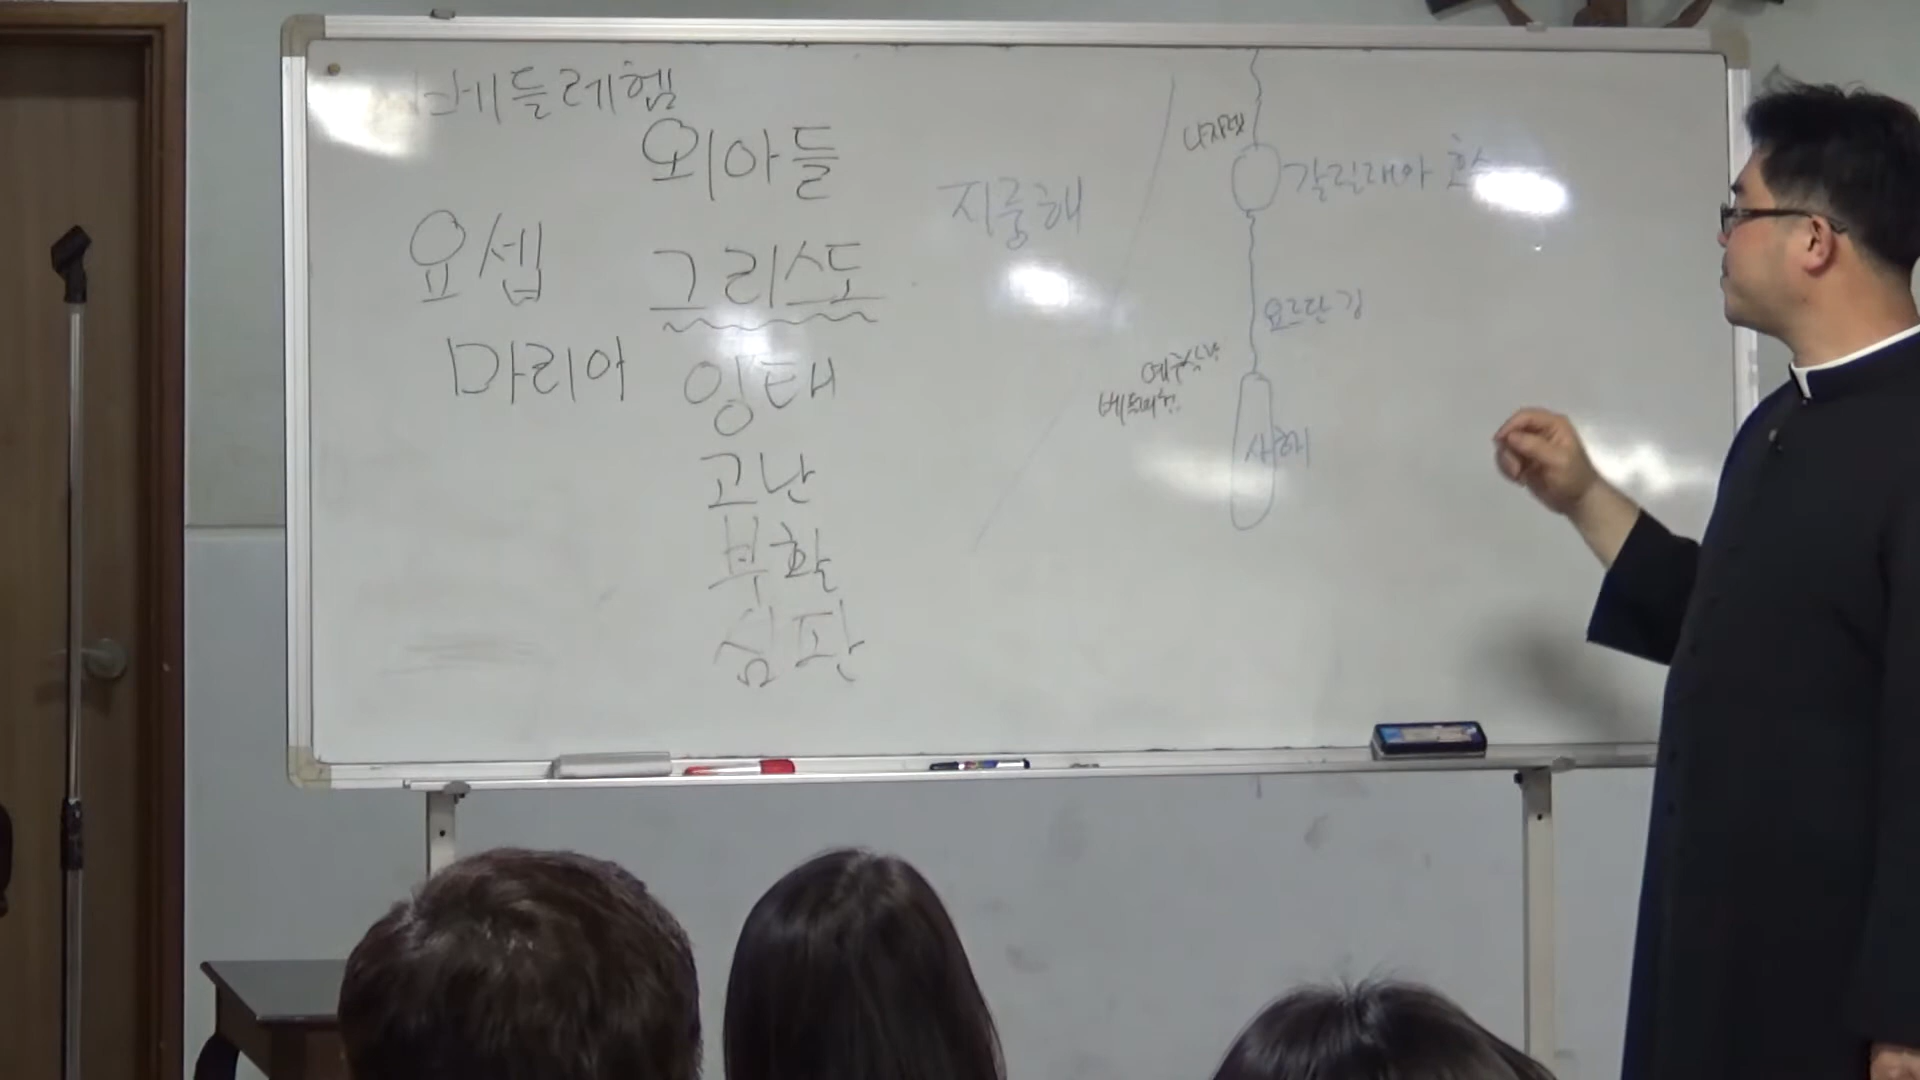 베들레헴
외아들
요셉
그리스도
마리아
잉태
고난
부활
심판
지중해
나자렛
갈릴래아 호수
요르단 강
예루살렘
베들레헴
사해